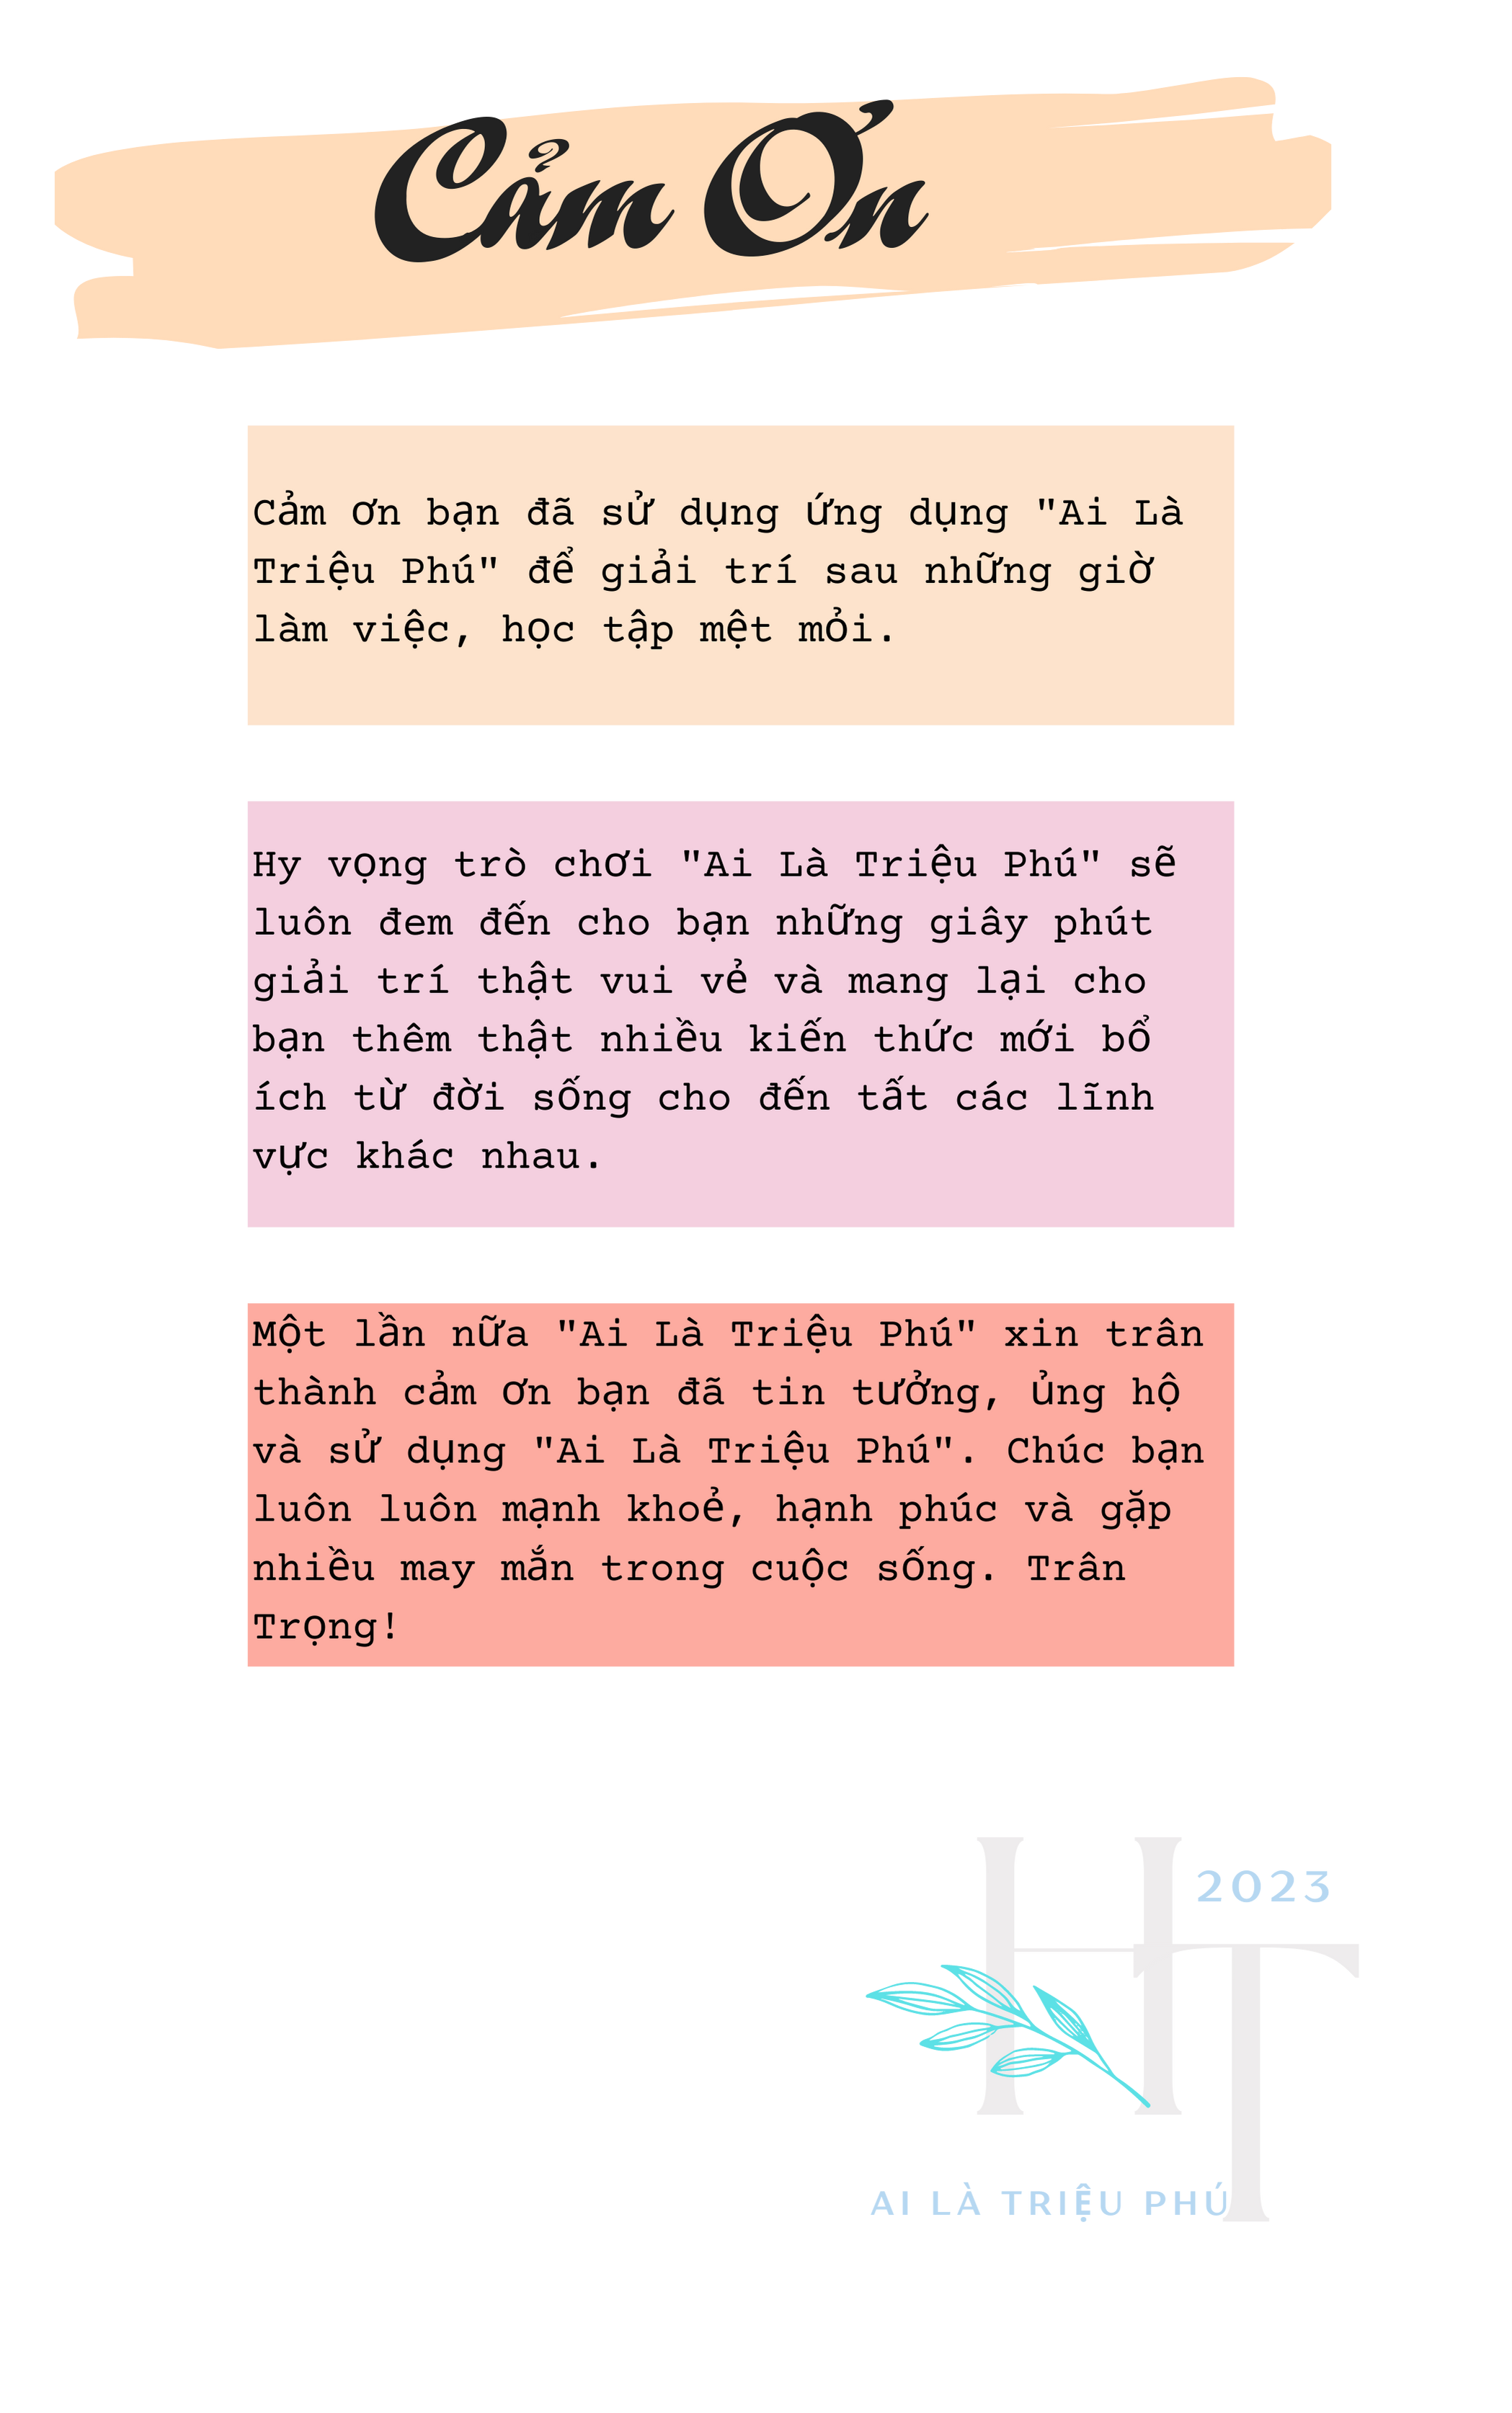 Cảm Ơn
Cảm ơn bạn đã sử dụng ứng dụng "Ai Là
Triệu Phú" để giải trí sau những giờ
làm việc, học tập mệt mỏi.
Hy vọng trò chơi "Ai Là Triệu Phú" sẽ
luôn đem đến cho bạn những giây phút
giải trí thật vui vẻ và mang lại cho
bạn thêm thật nhiều kiến thức mới bổ
ích từ đời sống cho đến tất các lĩnh
vực khác nhau.
Một lần nữa "Ai Là Triệu Phú" xin trân
thành cảm ơn bạn đã tin tưởng, ủng hộ
và sử dụng "Ai Là Triệu Phú". Chúc bạn
luôn luôn mạnh khoẻ, hạnh phúc và gặp
nhiều may mắn trong cuộc sống. Trân
Trọng!
2023
HT
AI LÀ TRIỆU PHÚ